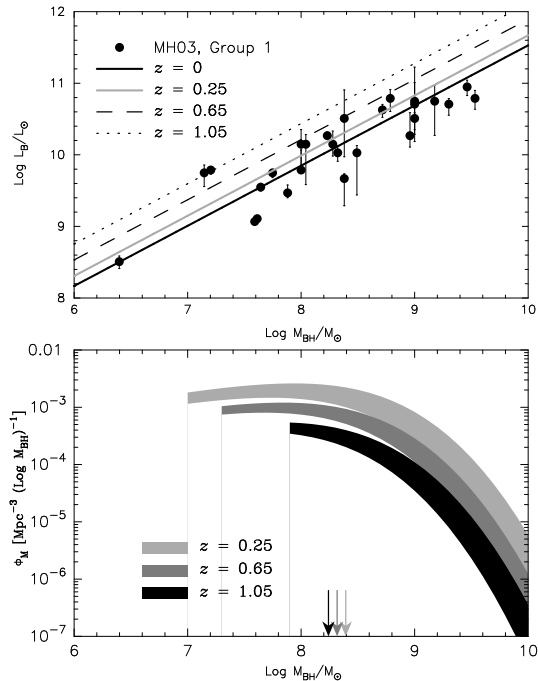 12
11
10
9
8
Log L_B/L_⊙
MH03, Group 1
z = 0
z = 0.25
z = 0.65
z = 1.05
6 7 8 9 10
Log M_BH/M_⊙
0.01
10^−3
10^−4
10^−5
10^−6
10^−7
Φ_M [Mpc^−3 (Log M_BH)^−1]
z = 0.25
z = 0.65
z = 1.05
6 7 8 9 10
Log M_BH/M_⊙